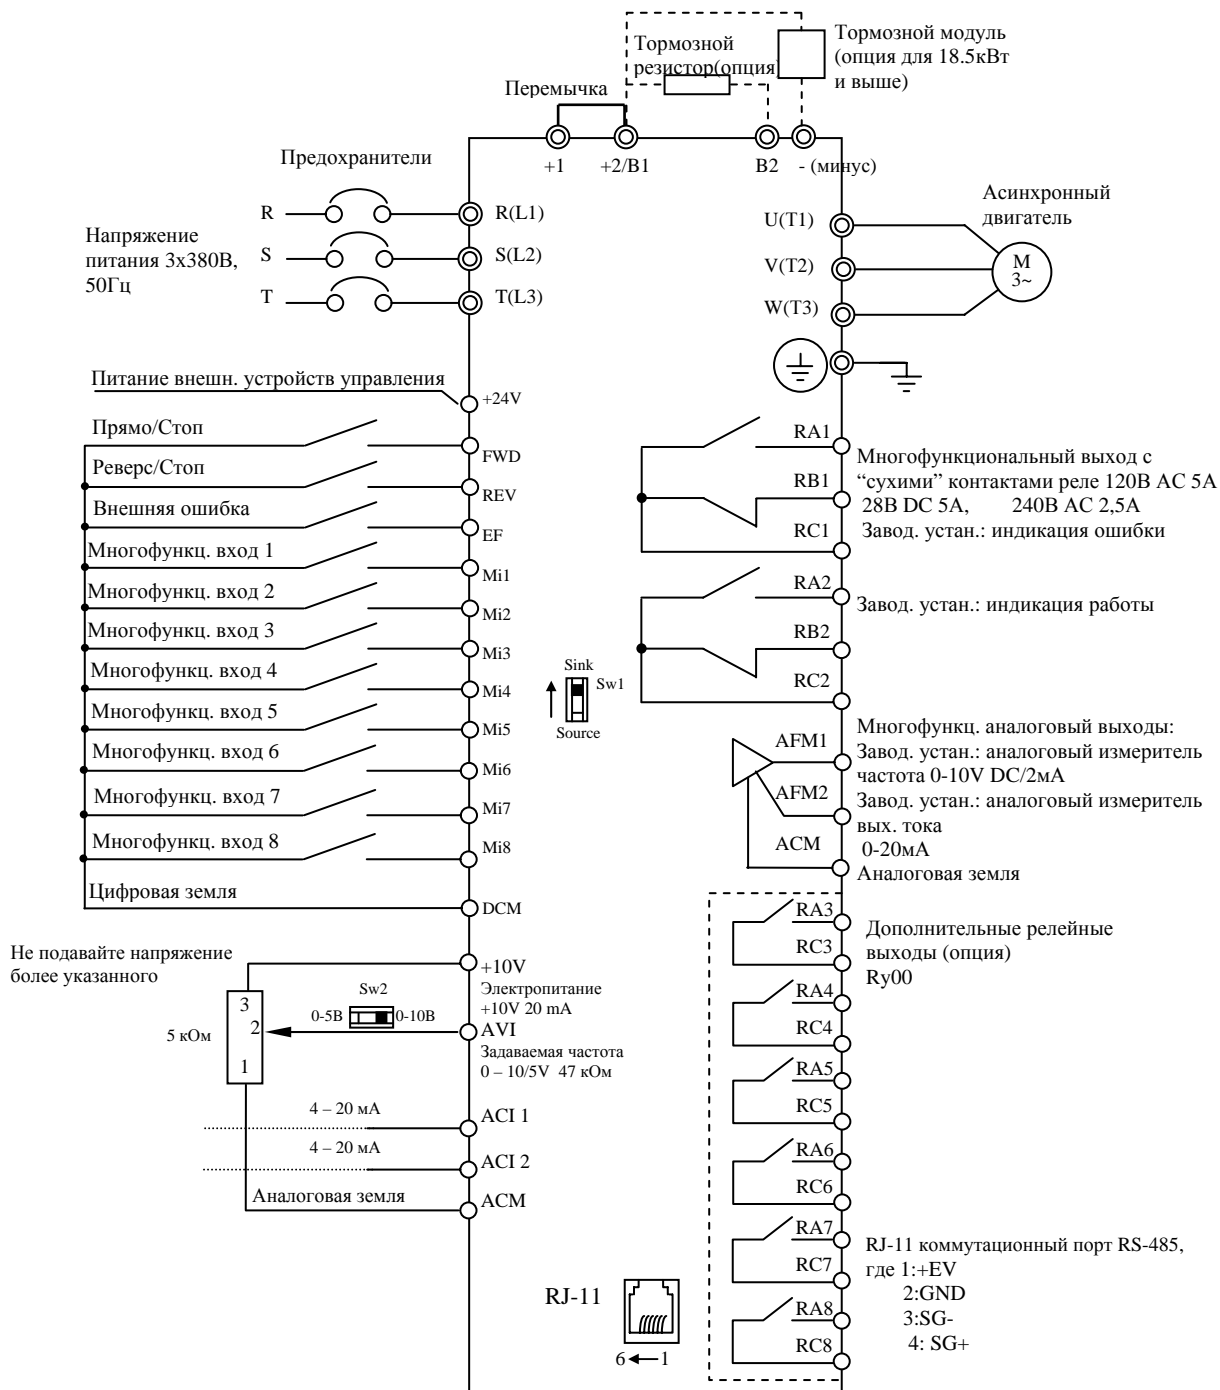 Тормозной модуль
(опция для 18.5кВт
и выше)
Тормозной
резистор(опция)
Перемычка
+1
+2/B1
B2
- (минус)
Предохранители
R
R(L1)
Напряжение
питания 3х380В,
50Гц
S
S(L2)
T
T(L3)
Асинхронный
двигатель
U(T1)
V(T2)
W(T3)
М
3~
Питание внешн. устройств управления
+24V
Прямо/Стоп
FWD
Реверс/Стоп
REV
Внешняя ошибка
EF
Многофункц. вход 1
Mi1
Многофункц. вход 2
Mi2
Многофункц. вход 3
Mi3
Многофункц. вход 4
Mi4
Многофункц. вход 5
Mi5
Многофункц. вход 6
Mi6
Многофункц. вход 7
Mi7
Многофункц. вход 8
Mi8
Цифровая земля
DCM
Sink
Sw1
Source
RA1
RB1
RC1
Многофункциональный выход с
“сухими” контактами реле 120В AC 5А
28В DC 5А, 240В AC 2,5А
Завод. устан.: индикация ошибки
RA2
RB2
RC2
Завод. устан.: индикация работы
AFM1
AFM2
ACM
Многофункц. аналоговый выходы:
Завод. устан.: аналоговый измеритель
частота 0-10V DC/2мА
Завод. устан.: аналоговый измеритель
вых. тока
0-20мА
Аналоговая земля
Не подавайте напряжение
более указанного
+10V
Электропитание
+10V 20 mA
3
2
1
5 кОм
Sw2
0-5В
0-10В
AVI
Задаваемая частота
0 – 10/5V 47 кОм
4 – 20 мА
ACI 1
4 – 20 мА
ACI 2
Аналоговая земля
ACM
RA3
RC3
RA4
RC4
RA5
RC5
RA6
RC6
RA7
RC7
RA8
RC8
Дополнительные релейные
выходы (опция)
Ry00
RJ-11
6
1
RJ-11 коммутационный порт RS-485,
где 1:+EV
2:GND
3:SG-
4: SG+